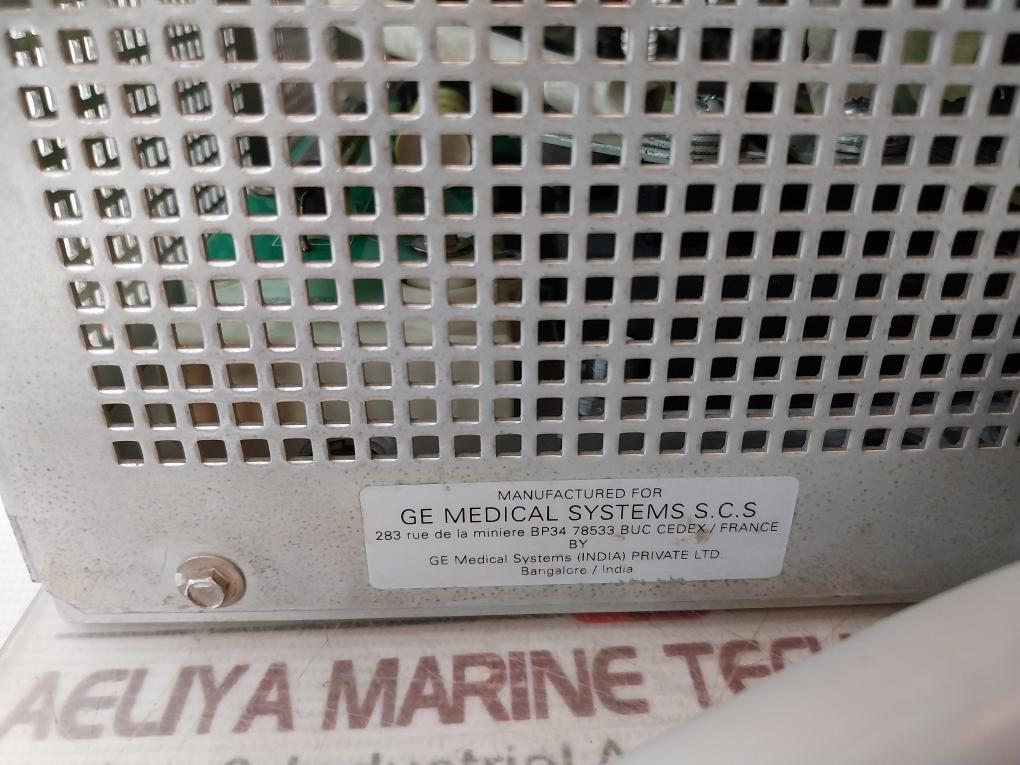 MANUFACTURED FOR
GE MEDICAL SYSTEMS S.C.S
283 rue de la miniere BP34 78533 BUC CEDEX / FRANCE
BY
GE Medical Systems (INDIA) PRIVATE LTD.
Bangalore / India
AELIYA MARINE
& Industrial